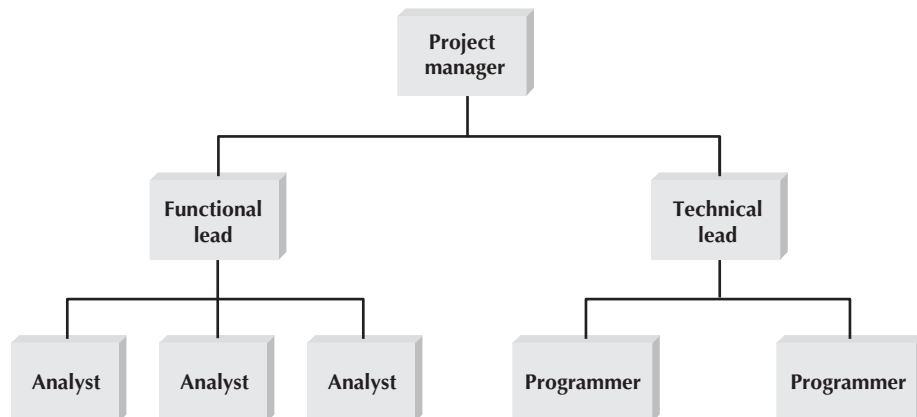 Project
manager
Functional
lead
Technical
lead
Analyst
Analyst
Analyst
Programmer
Programmer